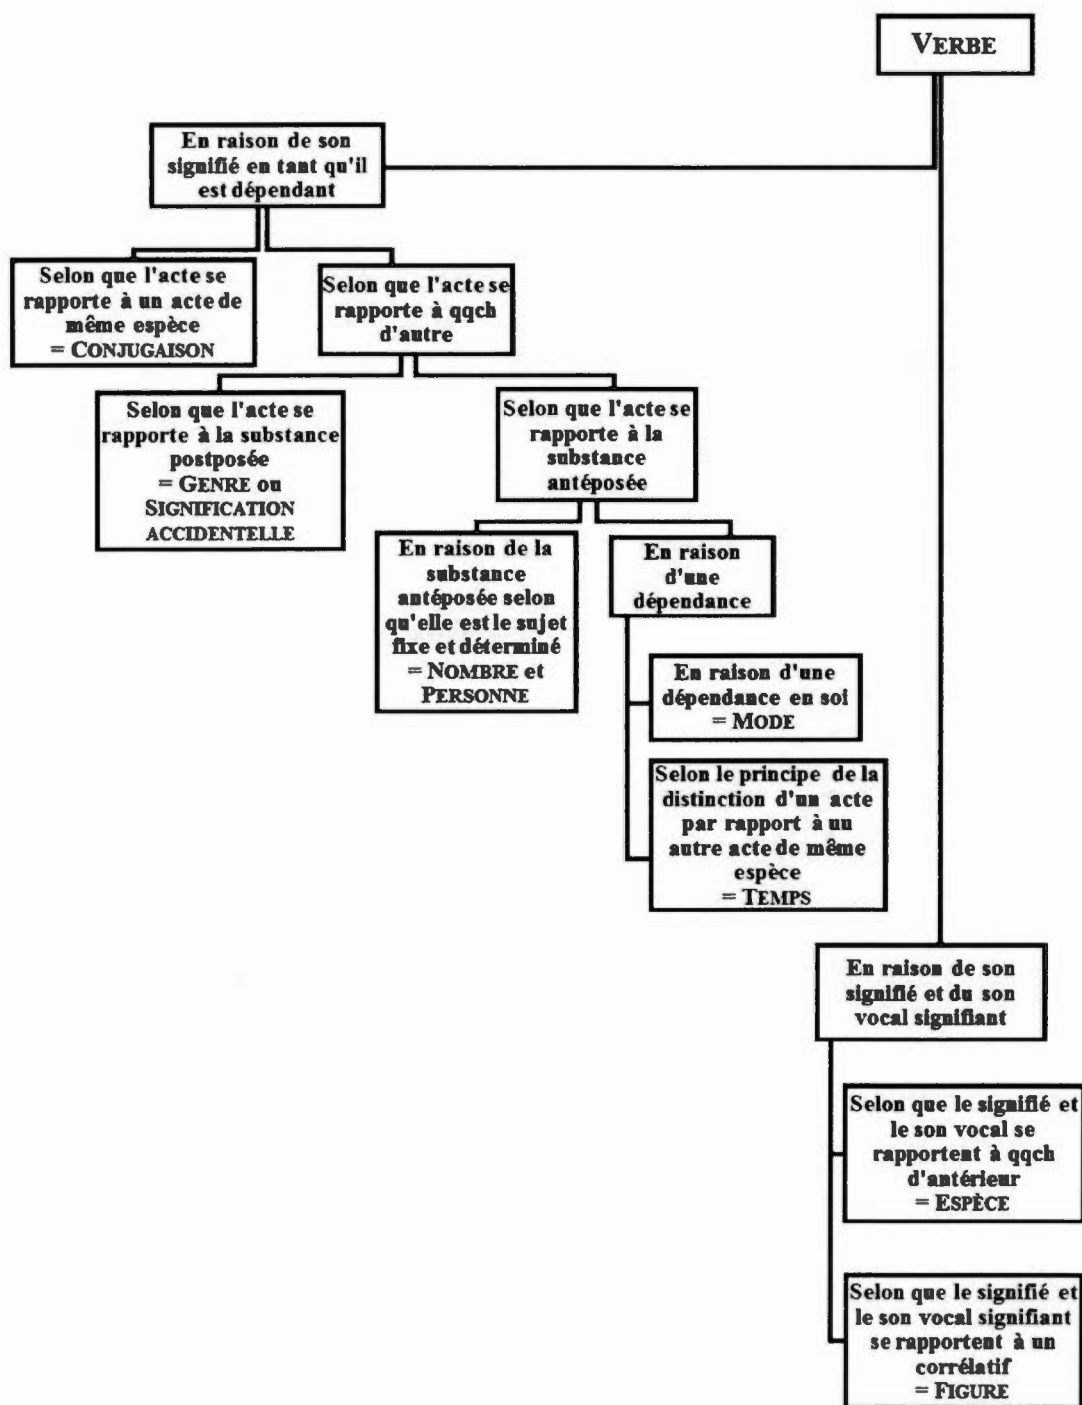 VERBE
En raison de son
signifié en tant qu'il
est dépendant
Selon que l'acte se
rapporte à un acte de
même espèce
= CONJUGAISON
Selon que l'acte se
rapporte à qqch
d'autre
Selon que l'acte se
rapporte à la substance
postposée
= GENRE ou
SIGNIFICATION
ACCIDENTELLE
Selon que l'acte se
rapporte à la
substance
antéposée
En raison de la
substance
antéposée selon
qu'elle est le sujet
fixe et déterminé
= NOMBRE et
PERSONNE
En raison
d'une
dépendance
En raison d'une
dépendance en soi
= MODE
Selon le principe de la
distinction d'un acte
par rapport à un
autre acte de même
espèce
= TEMPS
En raison de son
signifié et du son
vocal signifiant
Selon que le signifié et
le son vocal se
rapportent à qqch
d'antérieur
= ESPÈCE
Selon que le signifié et
le son vocal signifiant
se rapportent à un
corrélatif
= FIGURE